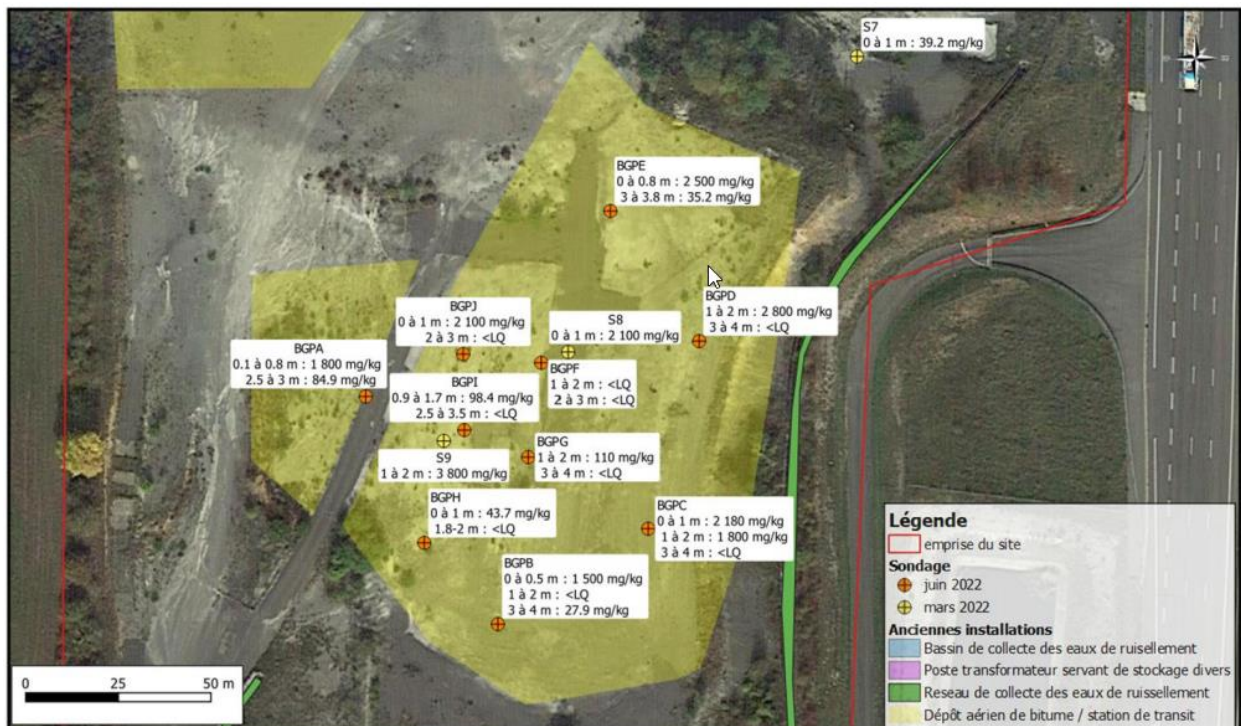 S7
0 à 1 m : 39.2 mg/kg
BGPE
0 à 0.8 m : 2 500 mg/kg
3 à 3.8 m : 35.2 mg/kg
BGPD
1 à 2 m : 2 800 mg/kg
3 à 4 m : <LQ
BGPJ
0 à 1 m : 2 100 mg/kg
2 à 3 m : <LQ
S8
0 à 1 m : 2 100 mg/kg
BGPA
0.1 à 0.8 m : 1 800 mg/kg
2.5 à 3 m : 84.9 mg/kg
BGPF
1 à 2 m : <LQ
2 à 3 m : <LQ
BGPI
0.9 à 1.7 m : 98.4 mg/kg
2.5 à 3.5 m : <LQ
BGPG
1 à 2 m : 110 mg/kg
3 à 4 m : <LQ
S9
1 à 2 m : 3 800 mg/kg
BGPH
0 à 1 m : 43.7 mg/kg
1.8-2 m : <LQ
BGPC
0 à 1 m : 2 180 mg/kg
1 à 2 m : 1 800 mg/kg
3 à 4 m : <LQ
BGPB
0 à 0.5 m : 1 500 mg/kg
1 à 2 m : <LQ
3 à 4 m : 27.9 mg/kg
0 25 50 m
Légende
emprise du site
Sondage
juin 2022
mars 2022
Anciennes installations
Bassin de collecte des eaux de ruisellement
Poste transformateur servant de stockage divers
Reseau de collecte des eaux de ruissellement
Dépôt aérien de bitume / station de transit